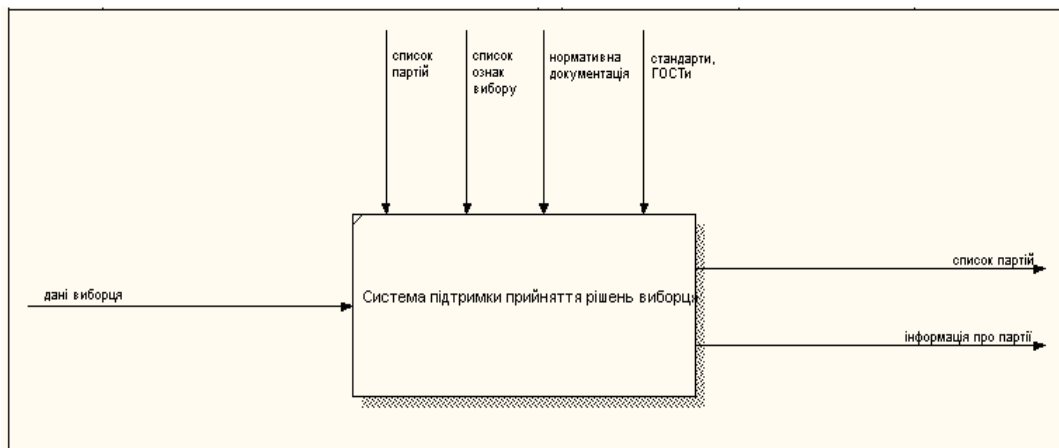 список
партій
список
ознак
вибору
нормативна
документація
стандарти,
ГОСТи
список партій
дані виборця
Система підтримки прийняття рішень виборця
інформація про партії